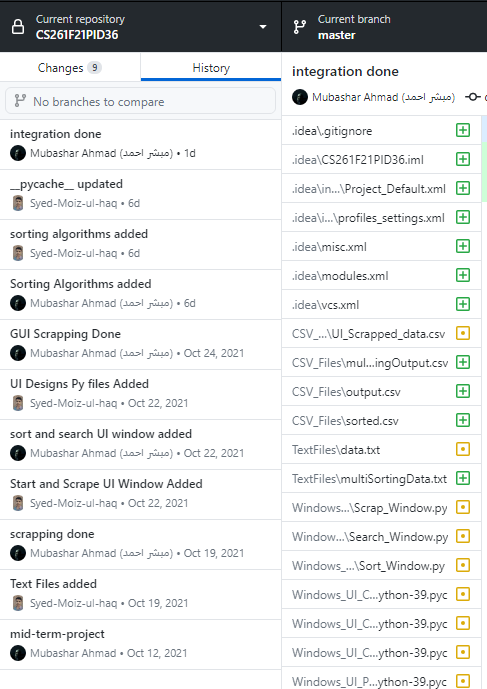 Current repository
CS261F21PID36
Current branch
master
Changes 9
History
No branches to compare
integration done
Mubashar Ahmad (مبشر احمد) • 1d
__pycache__ updated
Syed-Moiz-ul-haq • 6d
sorting algorithms added
Syed-Moiz-ul-haq • 6d
Sorting Algorithms added
Mubashar Ahmad (مبشر احمد) • 6d
GUI Scrapping Done
Mubashar Ahmad (مبشر احمد) • Oct 24, 2021
UI Designs Py files Added
Syed-Moiz-ul-haq • Oct 22, 2021
sort and search UI window added
Mubashar Ahmad (مبشر احمد) • Oct 22, 2021
Start and Scrape UI Window Added
Syed-Moiz-ul-haq • Oct 22, 2021
scrapping done
Mubashar Ahmad (مبشر احمد) • Oct 19, 2021
Text Files added
Syed-Moiz-ul-haq • Oct 19, 2021
mid-term-project
Mubashar Ahmad • Oct 12, 2021
integration done
Mubashar Ahmad (مبشر احمد)
.idea\.gitignore
.idea\CS261F21PID36.iml
.idea\in...\Project_Default.xml
.idea\i...\profiles_settings.xml
.idea\misc.xml
.idea\modules.xml
.idea\vcs.xml
CSV_...\UI_Scrapped_data.csv
CSV_Files\mul...ingOutput.csv
CSV_Files\output.csv
CSV_Files\sorted.csv
TextFiles\data.txt
TextFiles\multiSortingData.txt
Windows...\Scrap_Window.py
Window...\Search_Window.py
Windows_...\Sort_Window.py
Windows_UI_C...ython-39.pyc
Windows_UI_C...ython-39.pyc
Windows_UI_C...ython-39.pyc
Windows_UI_P...ython-39.pyc